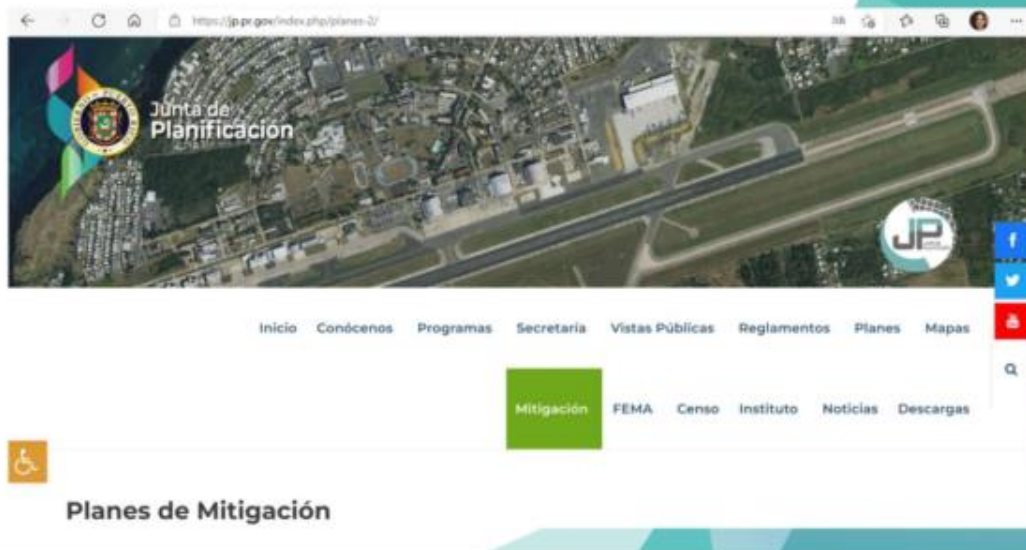 https://jp.pr.gov/index.php/planes-2/
Junta de
Planificación
JP
Inicio Conócenos Programas Secretaría Vistas Públicas Reglamentos Planes Mapas
Mitigación FEMA Censo Instituto Noticias Descargas
Planes de Mitigación